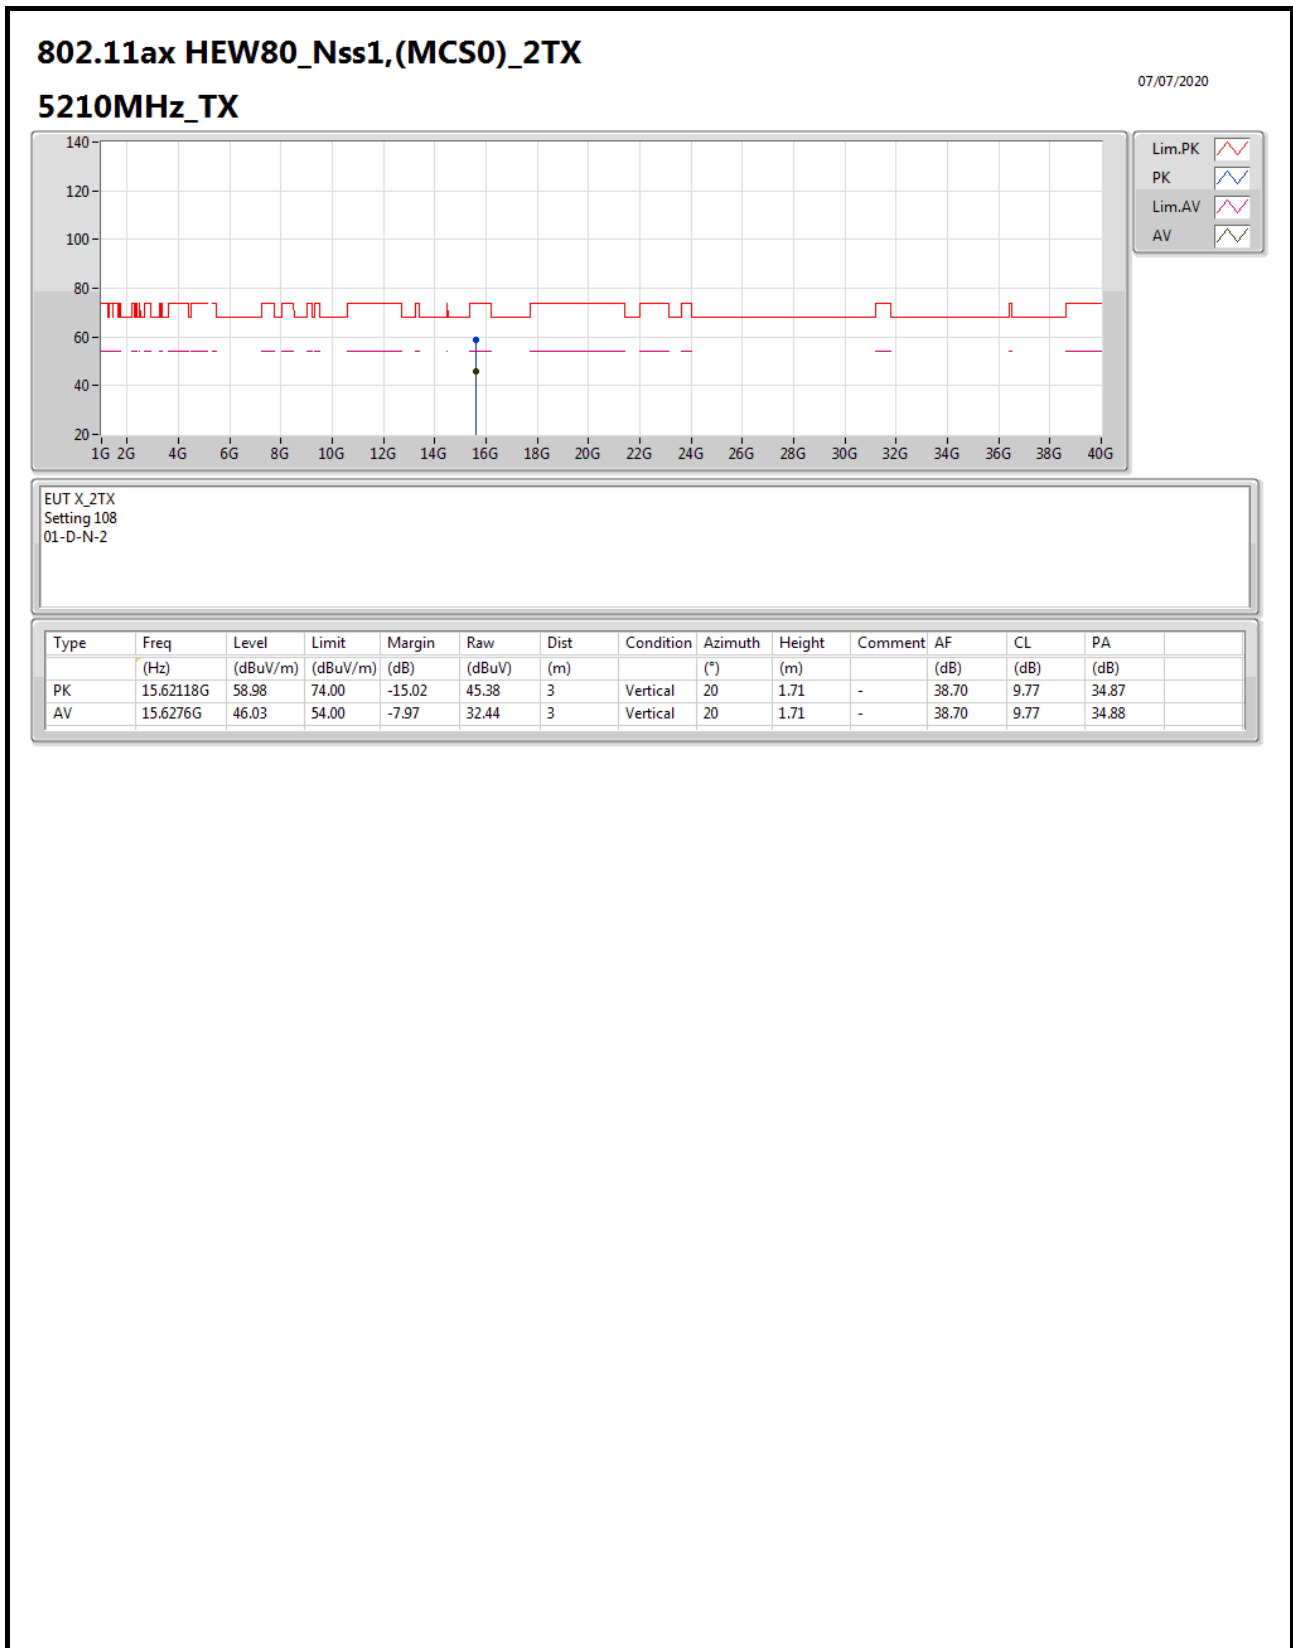 802.11ax HEW80_Nss1,(MCS0)_2TX
07/07/2020
5210MHz_TX
140
120
100
80
60
40
20
1G 2G 4G 6G 8G 10G 12G 14G 16G 18G 20G 22G 24G 26G 28G 30G 32G 34G 36G 38G 40G
Lim.PK
PK
Lim.AV
AV
EUT X_2TX
Setting 108
01-D-N-2
Type Freq Level Limit Margin Raw Dist Condition Azimuth Height Comment AF CL PA
(Hz) (dBuV/m) (dBuV/m) (dB) (dBuV) (m) (°) (m) (dB) (dB) (dB)
PK 15.62118G 58.98 74.00 -15.02 45.38 3 Vertical 20 1.71 - 38.70 9.77 34.87
AV 15.6276G 46.03 54.00 -7.97 32.44 3 Vertical 20 1.71 - 38.70 9.77 34.88